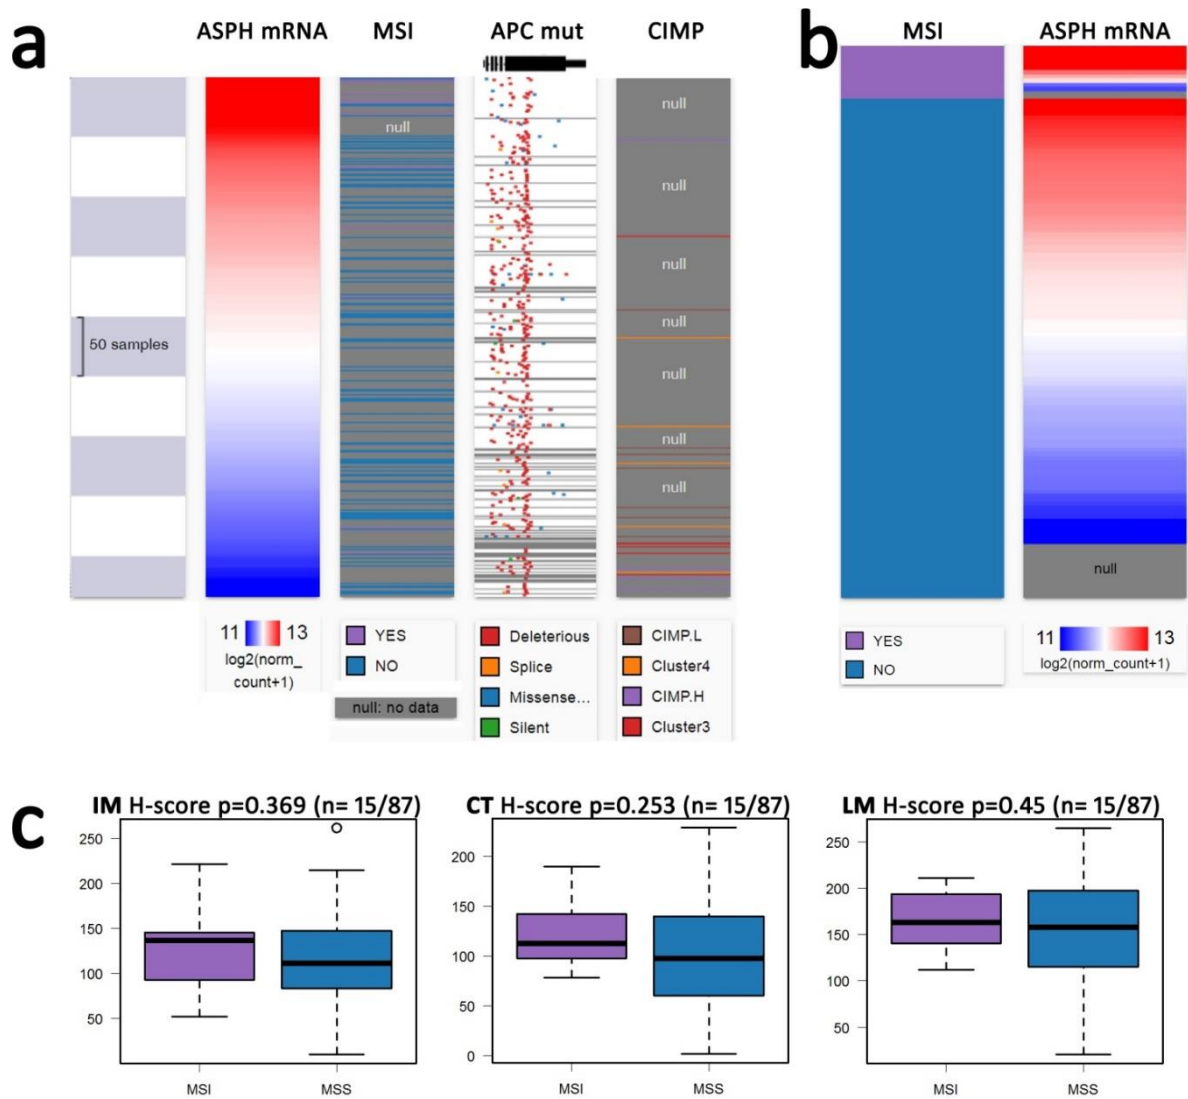 a
ASPH mRNA
MSI
APC mut
CIMP
b
MSI
ASPH mRNA
null
null
null
null
null
50 samples
null
null
null
null
11 13
log2(norm_
count+1)
YES
NO
null: no data
Deleterious
Splice
Missense...
Silent
CIMP.L
Cluster4
CIMP.H
Cluster3
YES
NO
11 13
log2(norm_count+1)
null
c
IM H-score p=0.369 (n= 15/87)
250
200
150
100
50
MSI
MSS
CT H-score p=0.253 (n= 15/87)
200
150
100
50
0
MSI
MSS
LM H-score p=0.45 (n= 15/87)
250
200
150
100
50
0
MSI
MSS